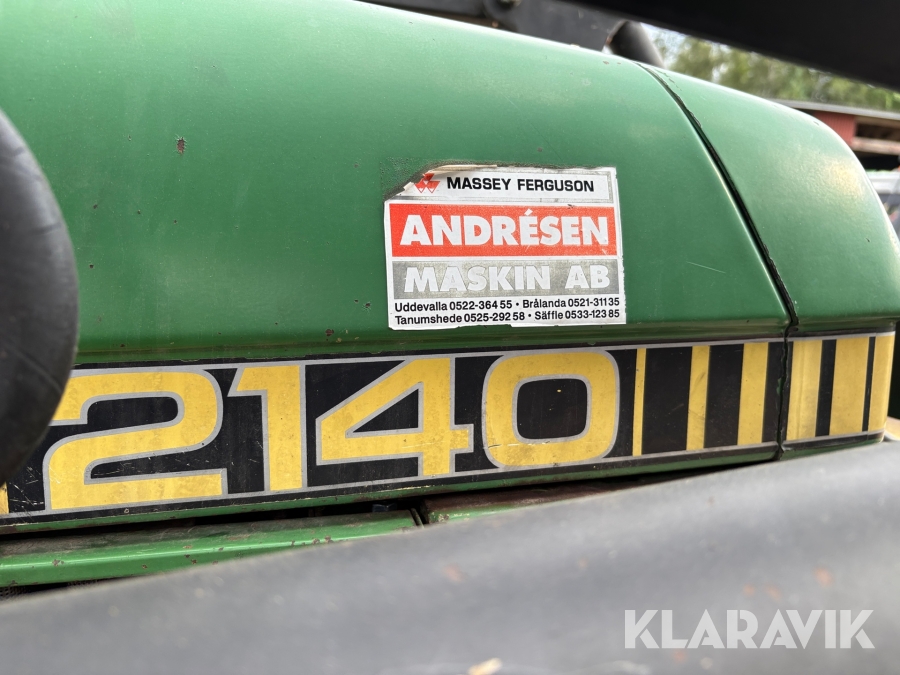 MASSEY FERGUSON
ANDRÉSEN
MASKIN AB
Uddevalla 0522-364 55 • Brålanda 0521-311 35
Tanumshede 0525-292 58 • Säffle 0533-123 85
2140
KLARAVIK